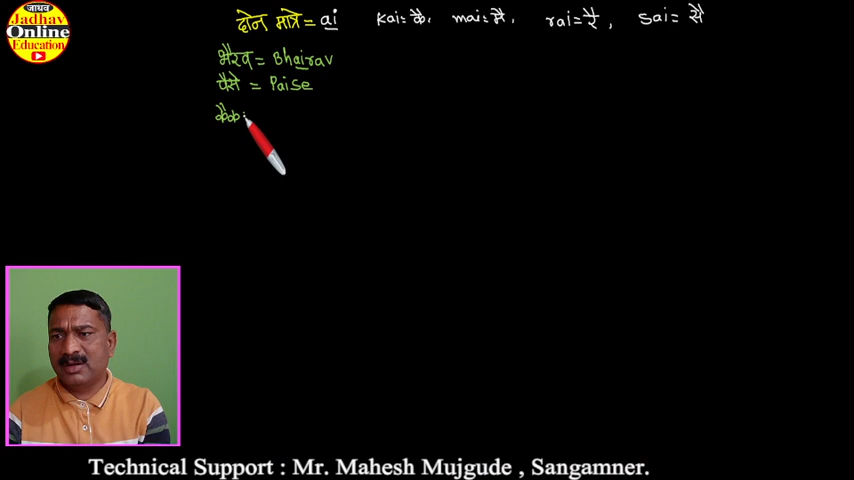 जाधव
Jadhav
Online
Education
दोन मात्रे = ai kai = कै, mai = मै, rai = रै, sai = सै
भैरव = Bhairav
पैसे = Paise
कैक
Technical Support : Mr. Mahesh Mujgude , Sangamner.